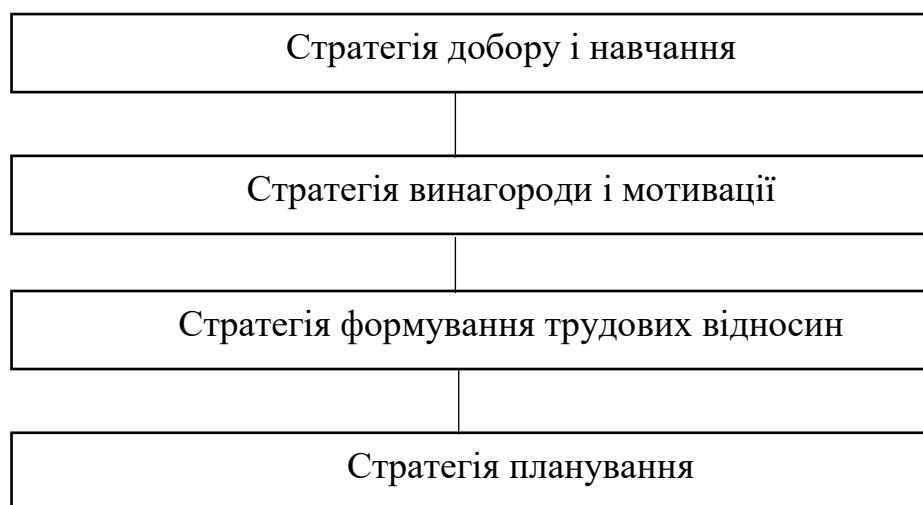 Стратегія добору і навчання
Стратегія винагороди і мотивації
Стратегія формування трудових відносин
Стратегія планування